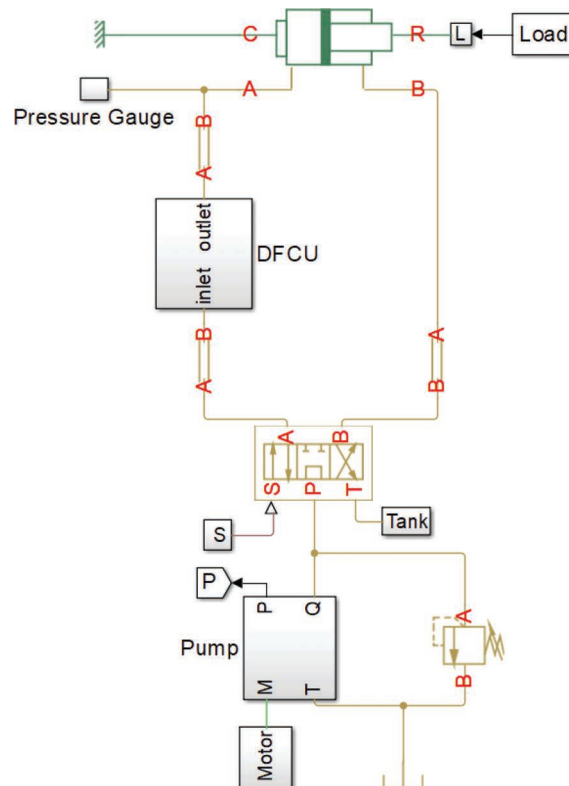 C
R
L
Load
A
B
Pressure Gauge
B
A
outlet
inlet
DFCU
B
A
A
B
A
B
S
P
T
S
Tank
P
P
Q
Pump
M
T
A
B
Motor